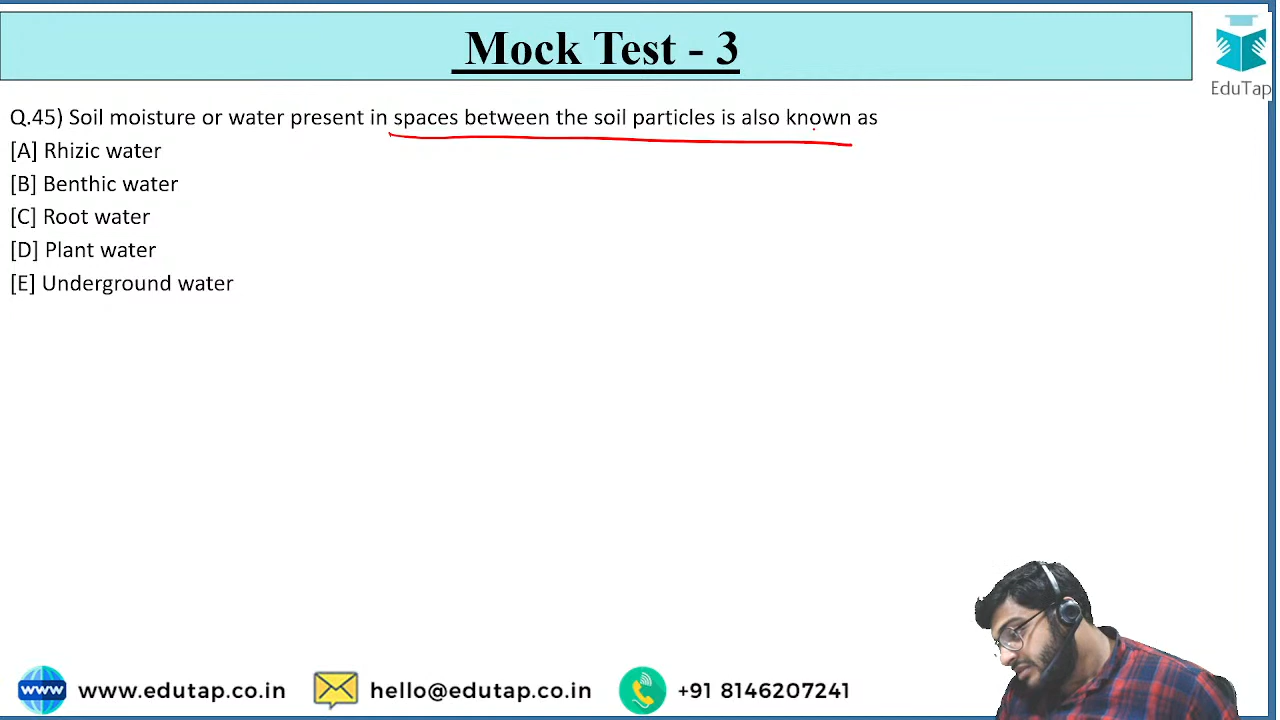 Mock Test - 3
EduTap
Q.45) Soil moisture or water present in spaces between the soil particles is also known as
[A] Rhizic water
[B] Benthic water
[C] Root water
[D] Plant water
[E] Underground water
www
www.edutap.co.in
hello@edutap.co.in
+91 8146207241